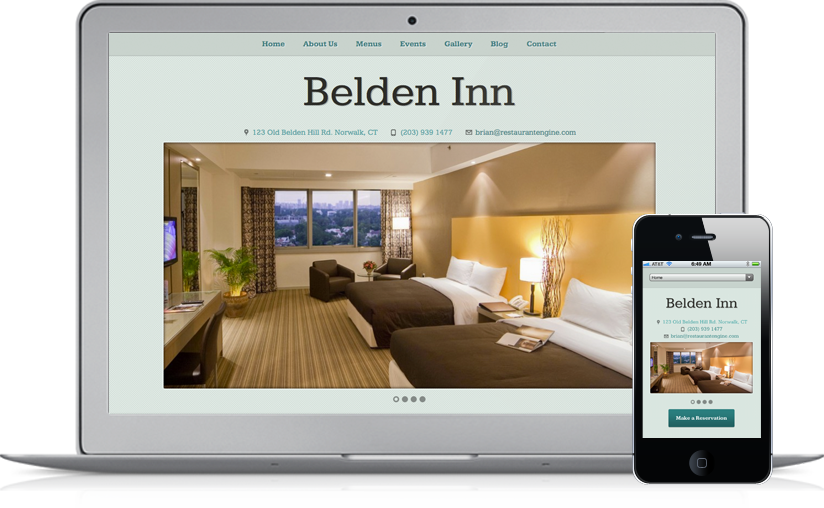 Home About Us Menus Events Gallery Blog Contact
Belden Inn
123 Old Belden Hill Rd. Norwalk, CT (203) 939 1477 brian@restaurantengine.com
AT&T 6:49 AM
Home
Belden Inn
123 Old Belden Hill Rd. Norwalk, CT
(203) 939 1477
brian@restaurantengine.com
Make a Reservation